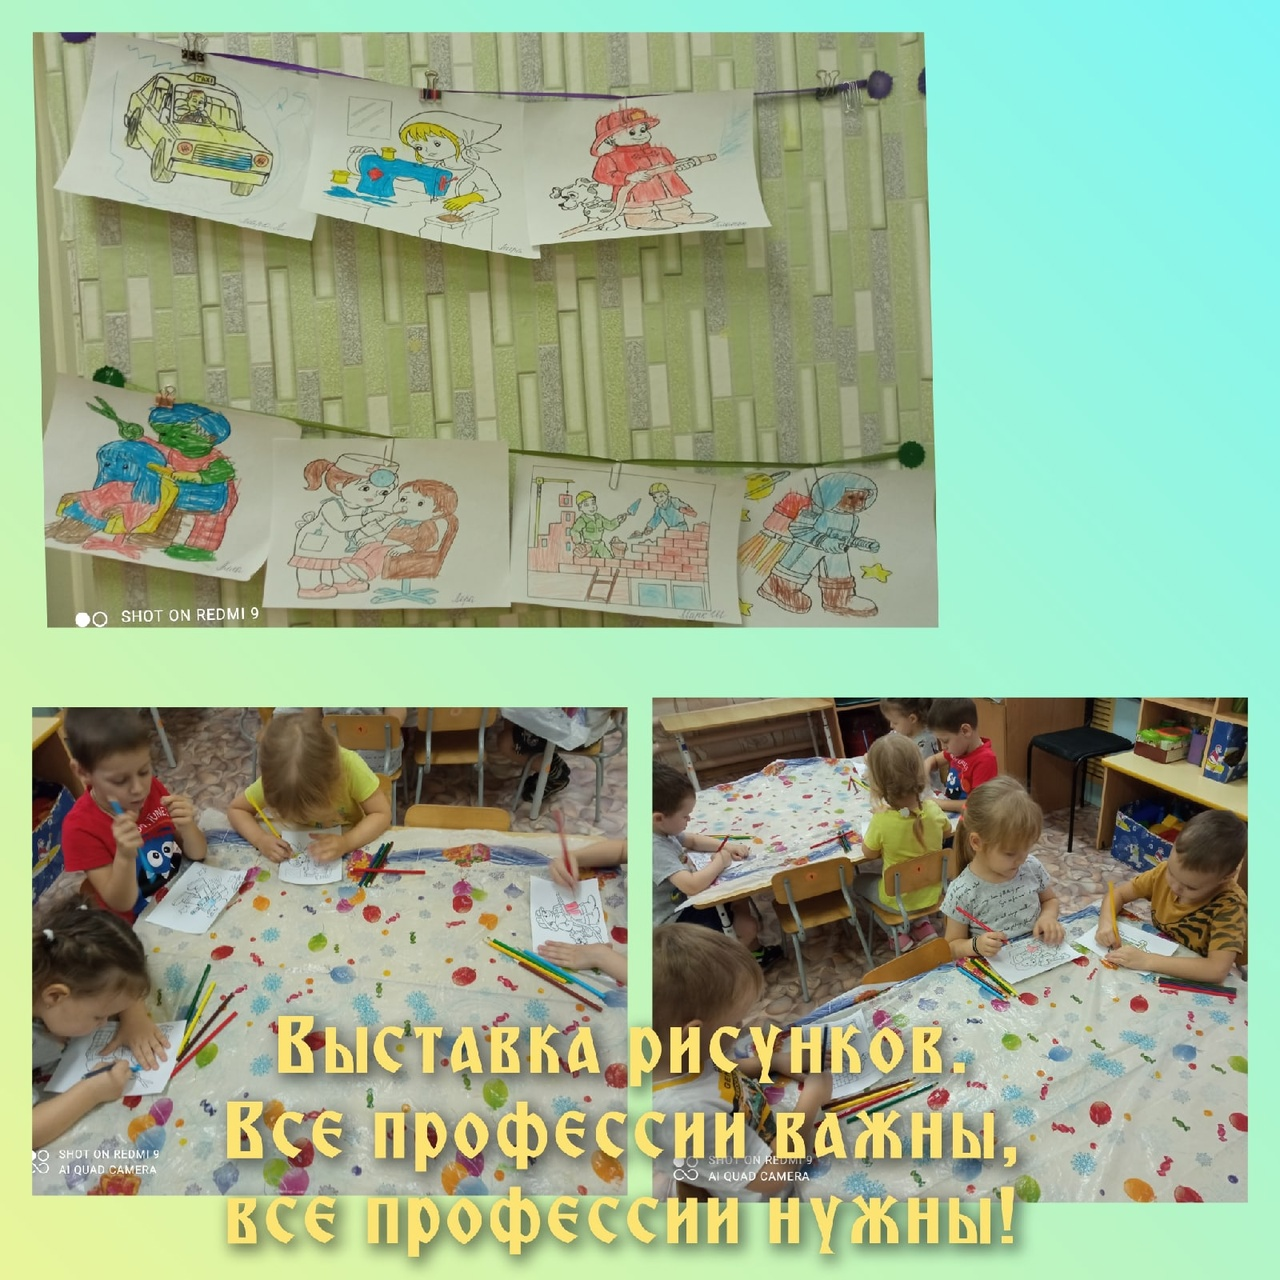 TAXI
Вера
SHOT ON REDMI 9
SHOT ON REDMI 9
AI QUAD CAMERA
SHOT ON REDMI 9
AI QUAD CAMERA
Выставка рисунков.
Все профессии важны,
все профессии нужны!